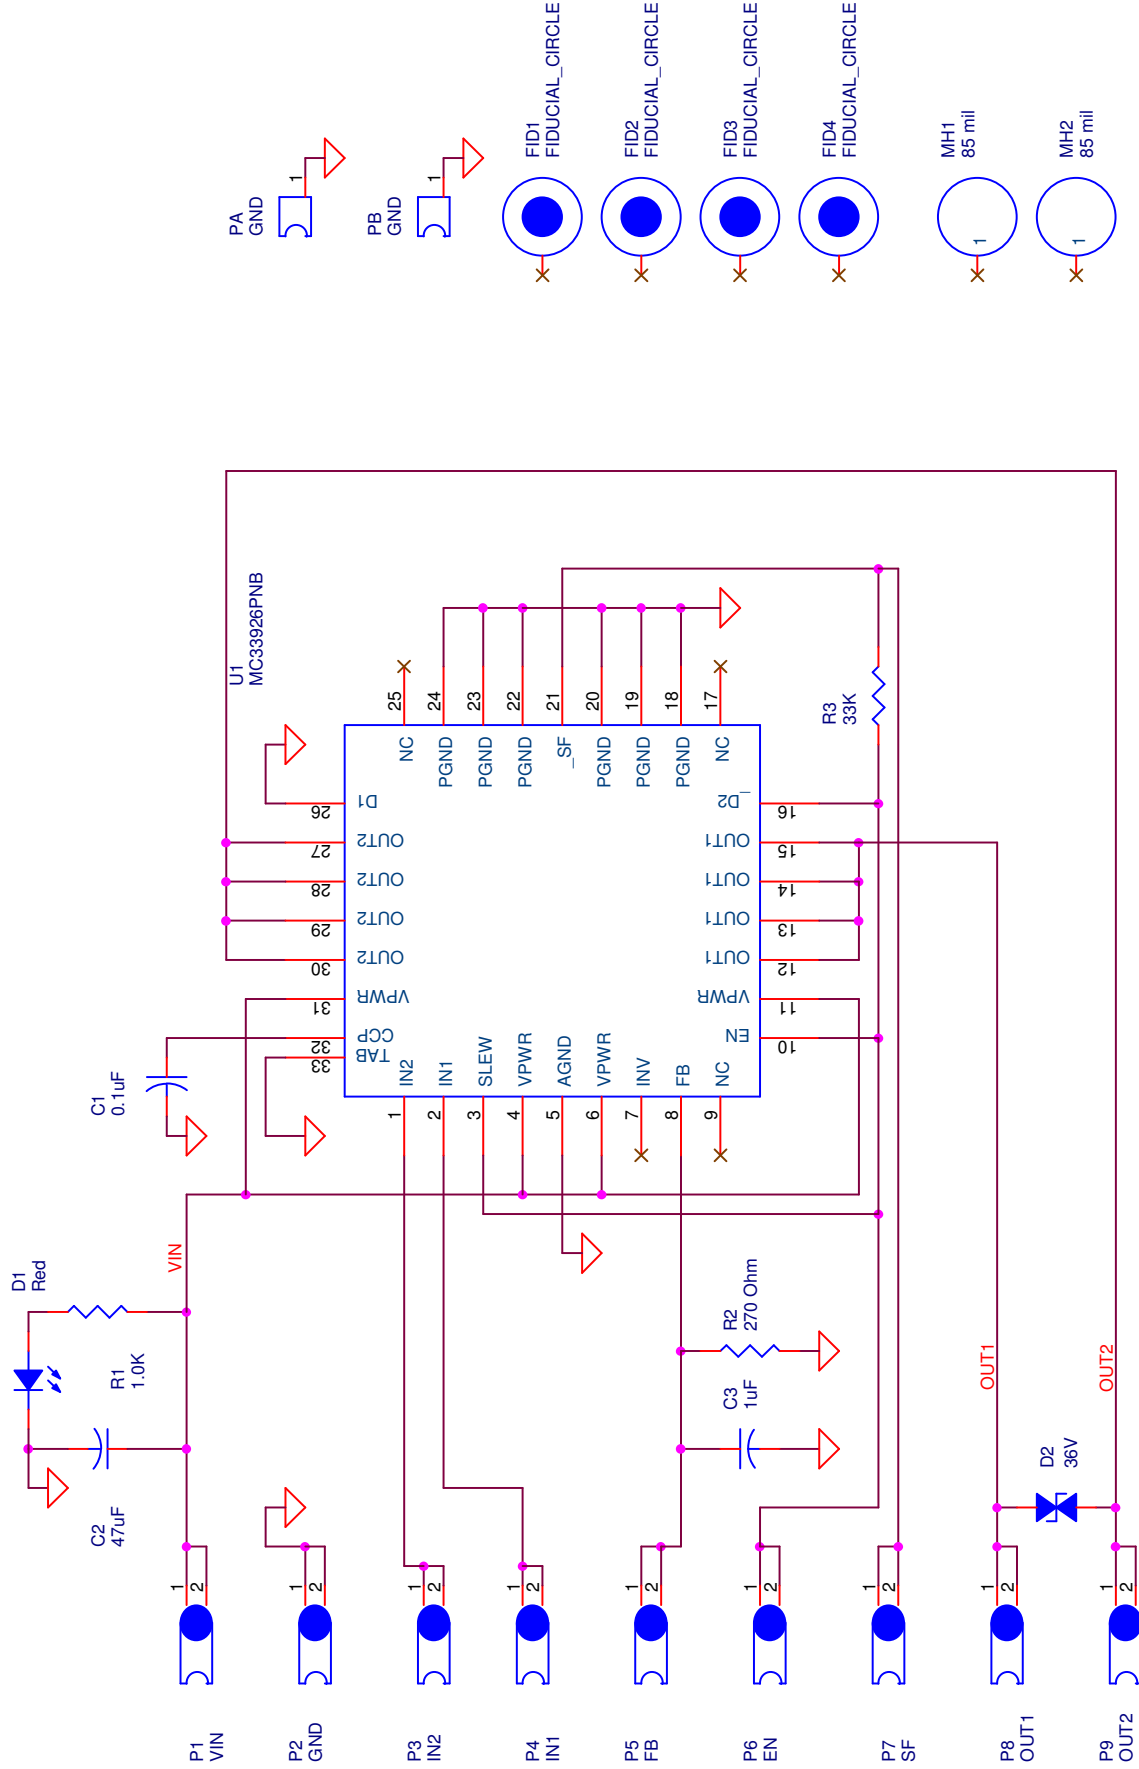 PA
GND
1
PB
GND
1
FID1
FIDUCIAL_CIRCLE
FID2
FIDUCIAL_CIRCLE
FID3
FIDUCIAL_CIRCLE
FID4
FIDUCIAL_CIRCLE
MH1
85 mil
1
MH2
85 mil
1
U1
MC33926PNB
25
24
23
22
21
20
19
18
17
NC
PGND
PGND
PGND
_SF
PGND
PGND
PGND
NC
26
27
28
29
30
31
32
33
D1
OUT2
OUT2
OUT2
OUT2
VPWR
CCP
TAB
16
15
14
13
12
11
10
_D2
OUT1
OUT1
OUT1
OUT1
VPWR
EN
IN2
IN1
SLEW
VPWR
AGND
VPWR
INV
FB
NC
1
2
3
4
5
6
7
8
9
R3
33K
C1
0.1uF
VIN
D1
Red
R1
1.0K
C2
47uF
R2
270 Ohm
C3
1uF
OUT1
OUT2
D2
36V
1
2
P1
VIN
1
2
P2
GND
1
2
P3
IN2
1
2
P4
IN1
1
2
P5
FB
1
2
P6
EN
1
2
P7
SF
1
2
P8
OUT1
1
2
P9
OUT2